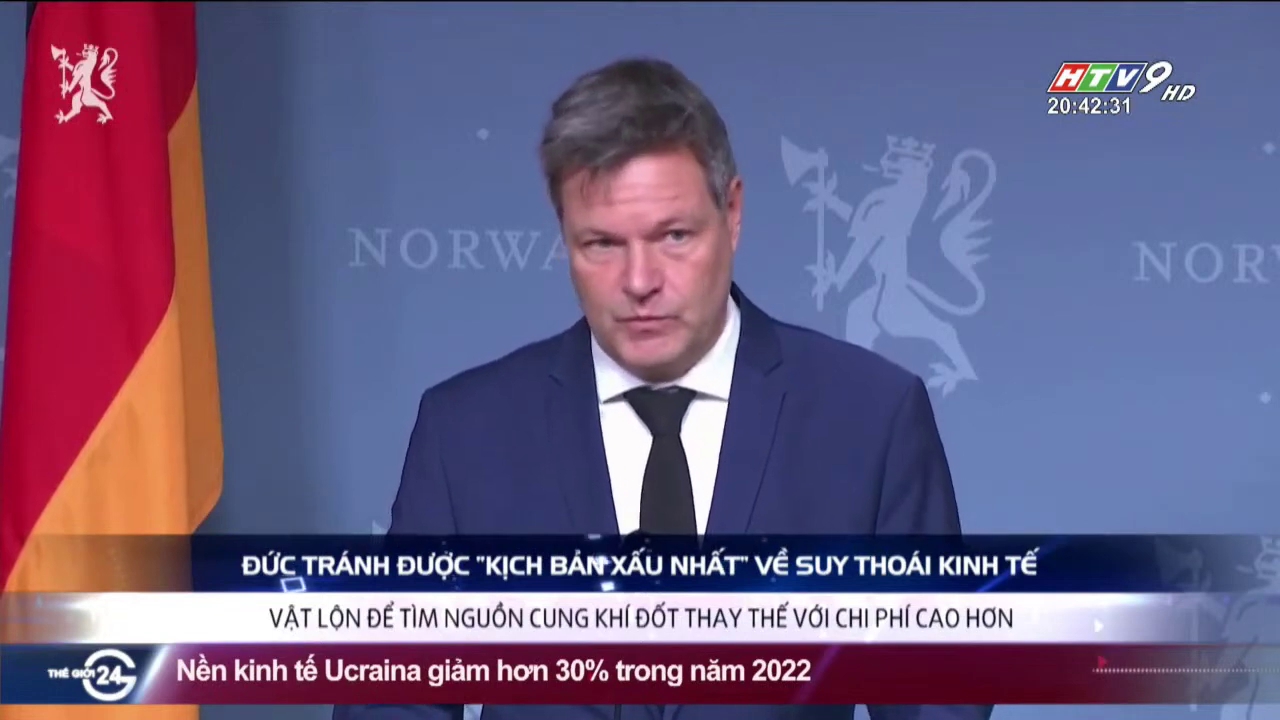 HTV9 HD
20:42:31
NORWA
NOR
ĐỨC TRÁNH ĐƯỢC "KỊCH BẢN XẤU NHẤT" VỀ SUY THOÁI KINH TẾ
VẬT LỘN ĐỂ TÌM NGUỒN CUNG KHÍ ĐỐT THAY THẾ VỚI CHI PHÍ CAO HƠN
THẾ GIỚI 24G
Nền kinh tế Ucraina giảm hơn 30% trong năm 2022